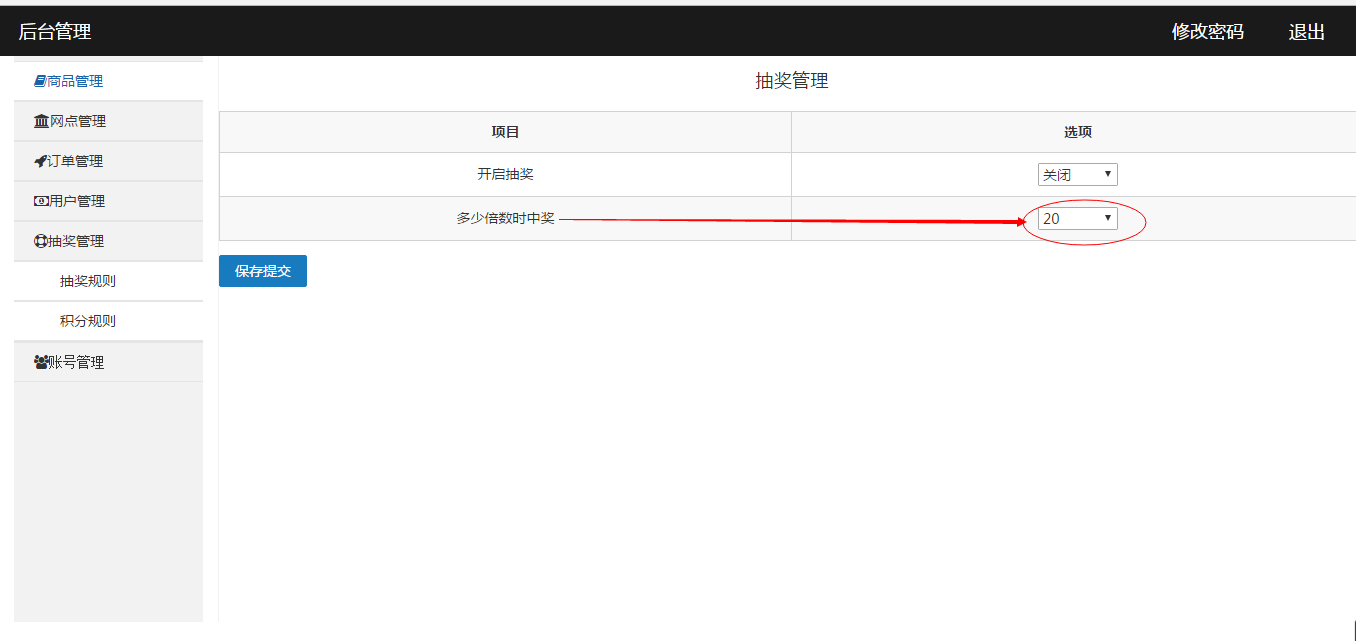 后台管理 修改密码 退出
商品管理
网点管理
订单管理
用户管理
抽奖管理
抽奖规则
积分规则
账号管理
抽奖管理
项目 选项
开启抽奖 关闭
多少倍数时中奖 20
保存提交